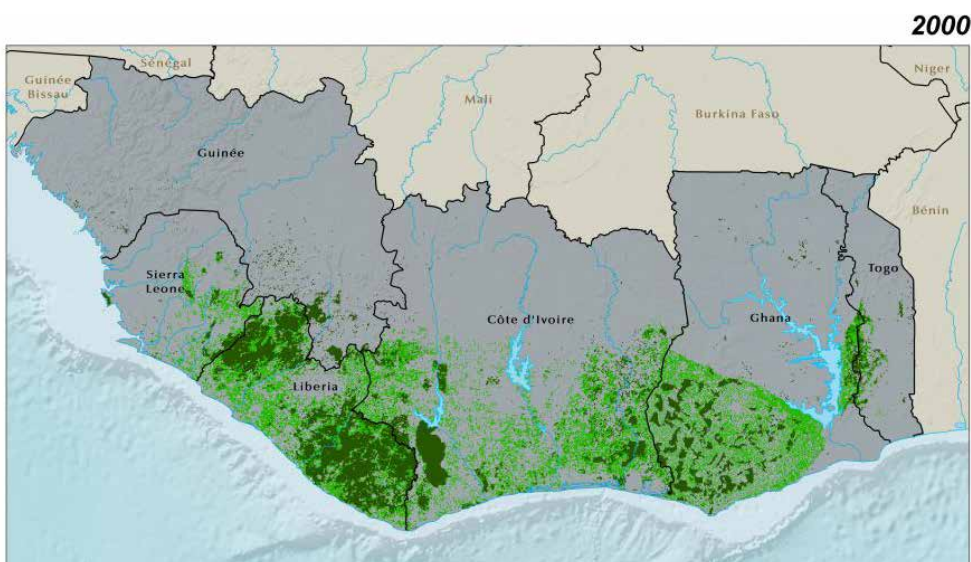 2000
Sénégal
Guinée
Bissau
Niger
Mali
Burkina Faso
Guinée
Bénin
Sierra
Leone
Togo
Côte d'Ivoire
Ghana
Liberia